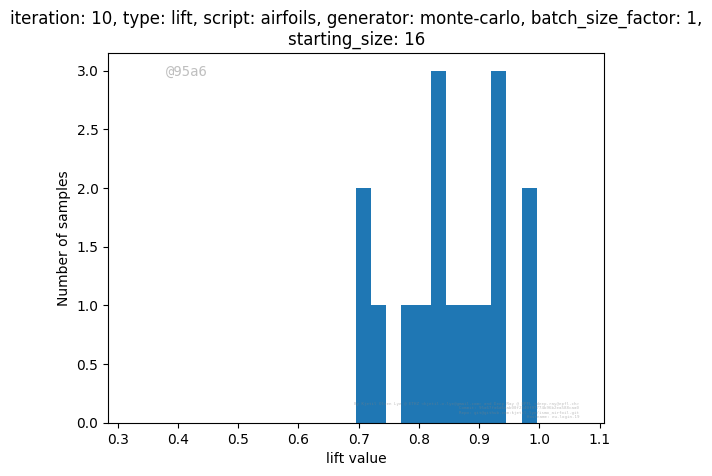 iteration: 10, type: lift, script: airfoils, generator: monte-carlo, batch_size_factor: 1,
starting_size: 16
@95a6
3.0
2.5
2.0
1.5
1.0
0.5
0.0
Number of samples
0.3 0.4 0.5 0.6 0.7 0.8 0.9 1.0 1.1
lift value